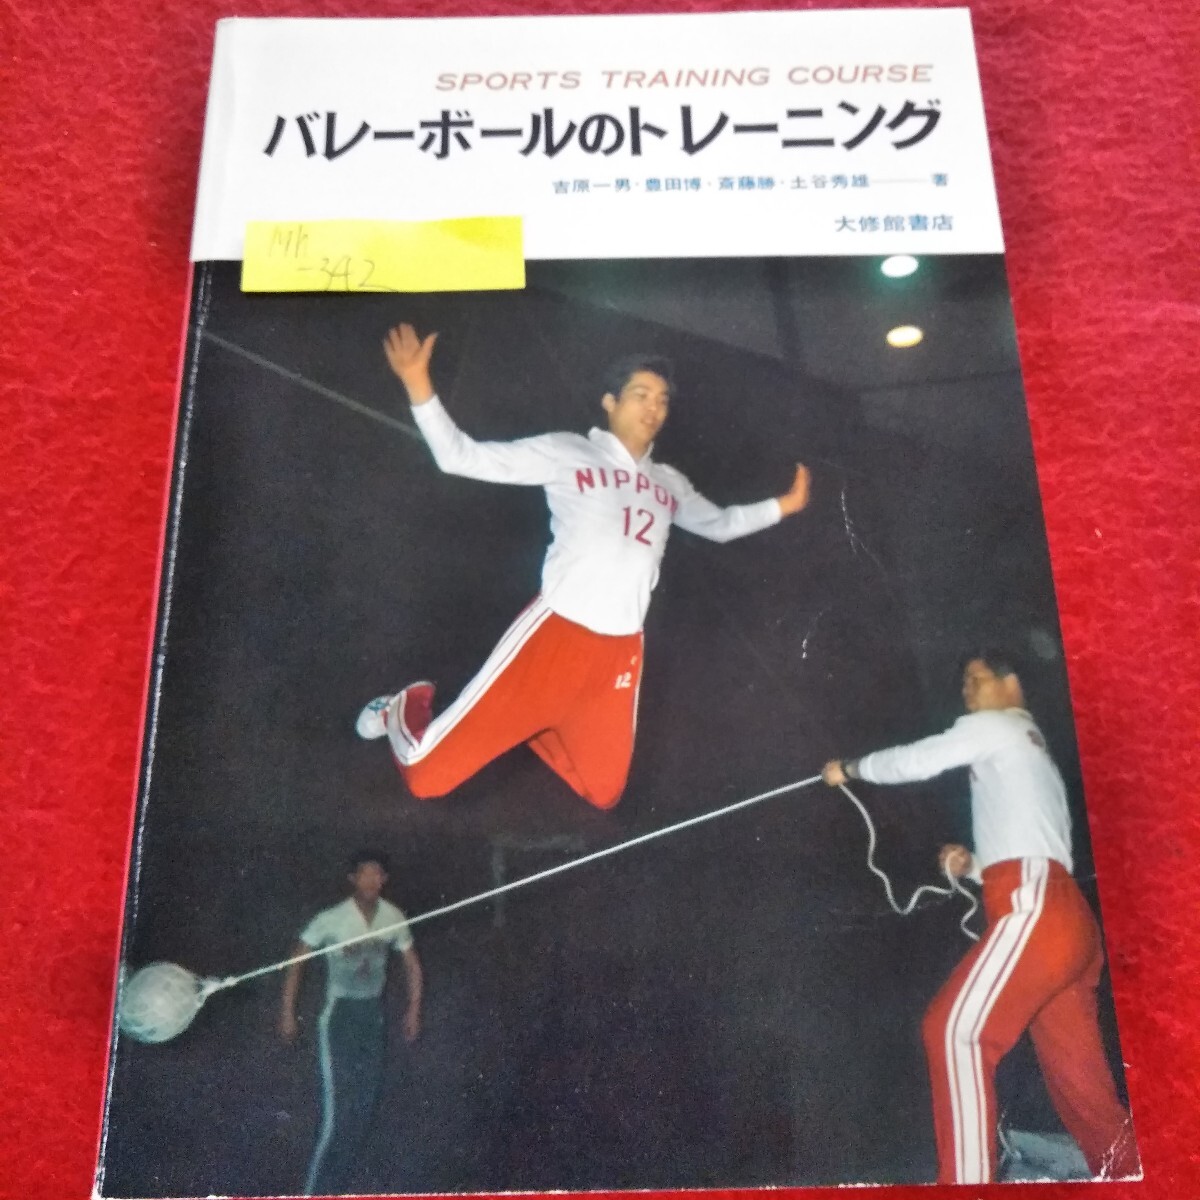 SPORTS TRAINING COURSE
バレーボールのトレーニング
吉原一男・豊田博・斎藤勝・土谷秀雄――著
大修館書店
-342
NIPPON
12
12